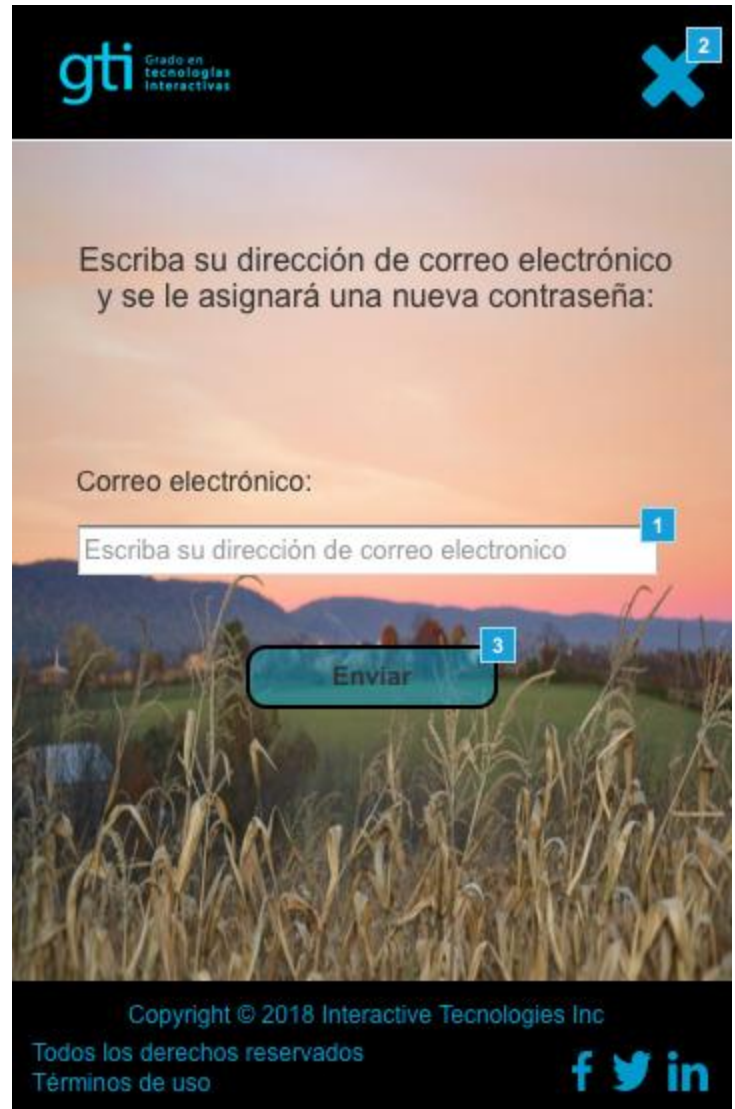 gti Grado en
tecnologías
interactivas
2
Escriba su dirección de correo electrónico
y se le asignará una nueva contraseña:
Correo electrónico:
1
Escriba su dirección de correo electronico
3
Enviar
Copyright © 2018 Interactive Tecnologies Inc
Todos los derechos reservados
Términos de uso